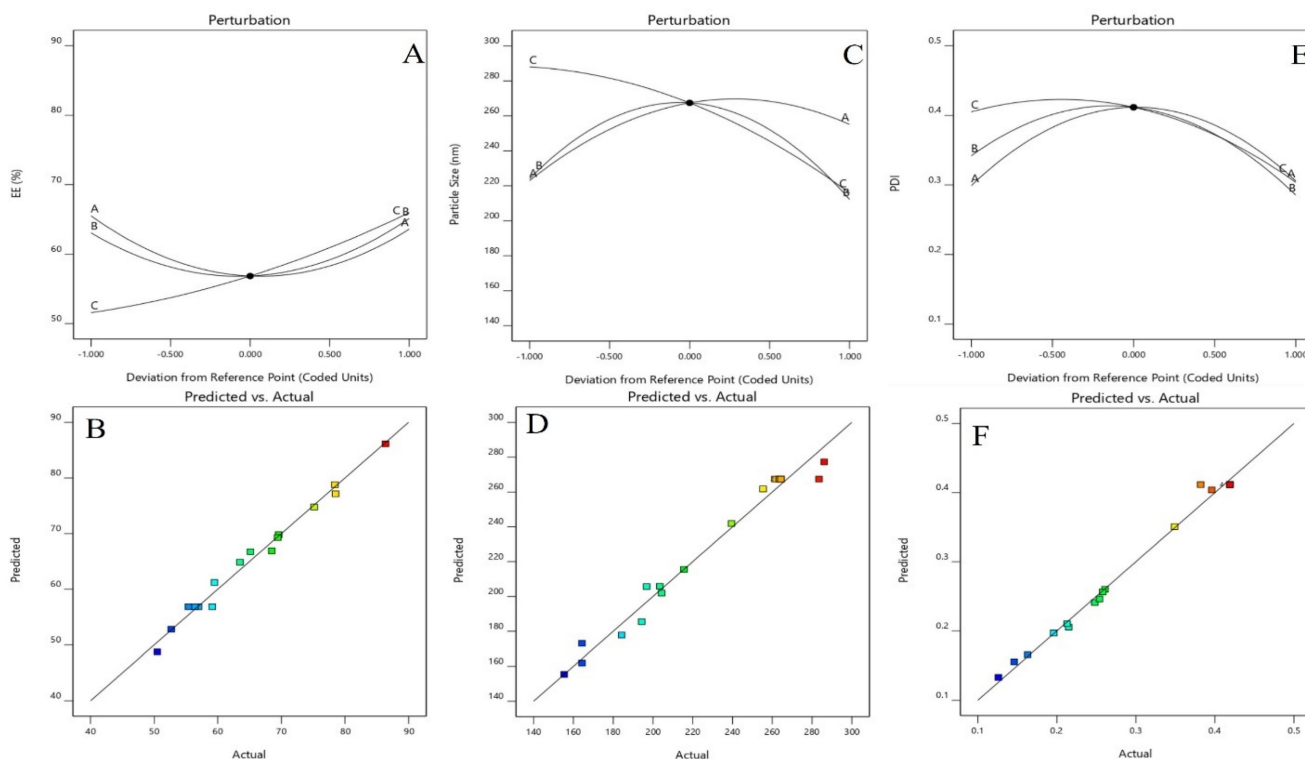 Perturbation
A
EE (%)
90
80
70
60
50
A
B
C
C B
A
-1.000 -0.500 0.000 0.500 1.000
Deviation from Reference Point (Coded Units)
Perturbation
C
Particle Size (nm)
300
280
260
240
220
200
180
160
140
C
B
A
A
C
B
-1.000 -0.500 0.000 0.500 1.000
Deviation from Reference Point (Coded Units)
Perturbation
E
PDI
0.5
0.4
0.3
0.2
0.1
C
B
A
C A
B
-1.000 -0.500 0.000 0.500 1.000
Deviation from Reference Point (Coded Units)
Predicted vs. Actual
B
Predicted
90
80
70
60
50
40
40 50 60 70 80 90
Actual
Predicted vs. Actual
D
Predicted
300
280
260
240
220
200
180
160
140
140 160 180 200 220 240 260 280 300
Actual
Predicted vs. Actual
F
Predicted
0.5
0.4
0.3
0.2
0.1
0.1 0.2 0.3 0.4 0.5
Actual